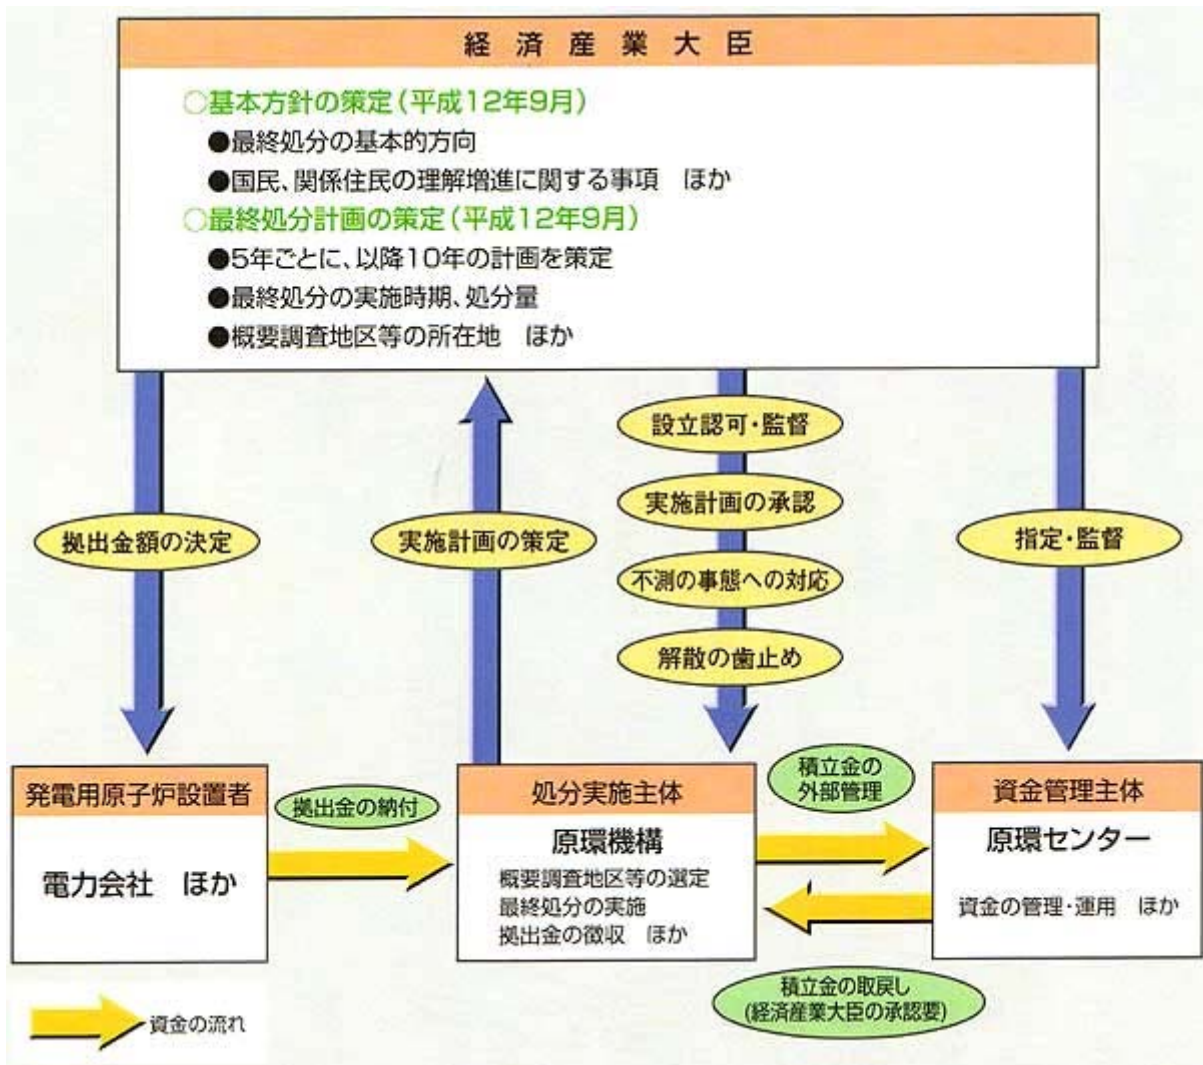 経済産業大臣
○基本方針の策定(平成12年9月)
●最終処分の基本的方向
●国民、関係住民の理解増進に関する事項　ほか
○最終処分計画の策定(平成12年9月)
●5年ごとに、以降10年の計画を策定
●最終処分の実施時期、処分量
●概要調査地区等の所在地　ほか
拠出金額の決定
実施計画の策定
設立認可・監督
実施計画の承認
不測の事態への対応
解散の歯止め
指定・監督
発電用原子炉設置者
電力会社　ほか
拠出金の納付
処分実施主体
原環機構
概要調査地区等の選定
最終処分の実施
拠出金の徴収　ほか
積立金の
外部管理
資金管理主体
原環センター
資金の管理・運用　ほか
積立金の取戻し
(経済産業大臣の承認要)
資金の流れ